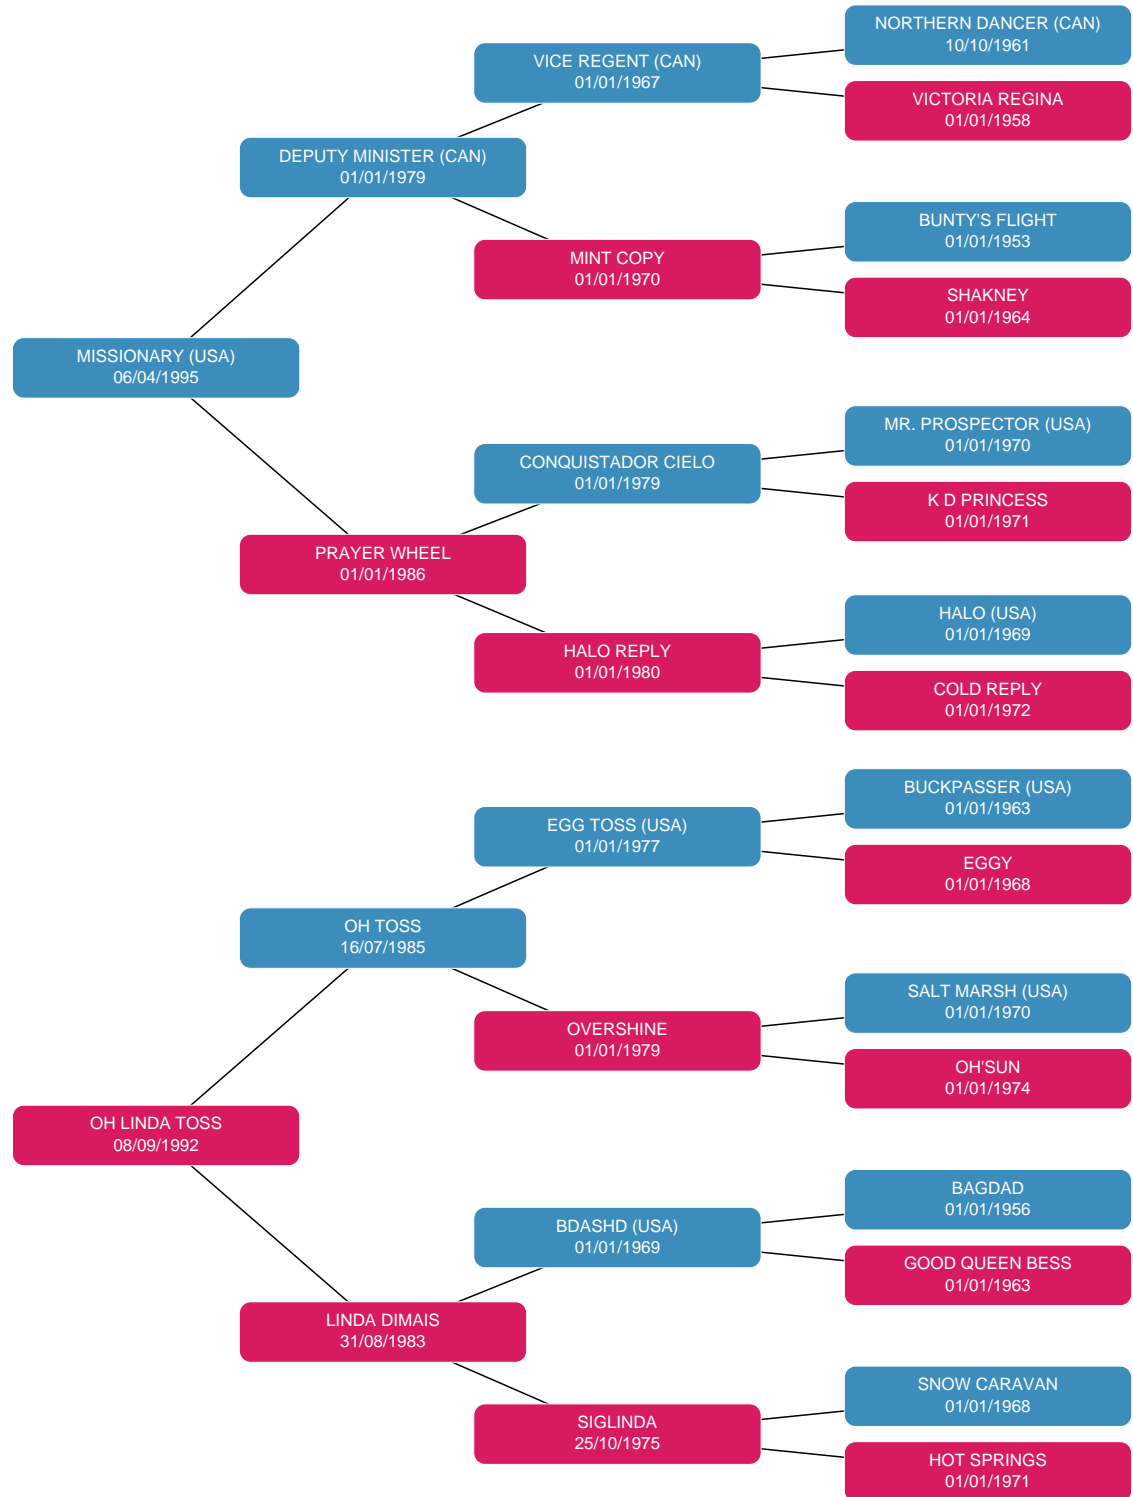 NORTHERN DANCER (CAN)
10/10/1961
VICE REGENT (CAN)
01/01/1967
VICTORIA REGINA
01/01/1958
DEPUTY MINISTER (CAN)
01/01/1979
BUNTY'S FLIGHT
01/01/1953
MINT COPY
01/01/1970
SHAKNEY
01/01/1964
MISSIONARY (USA)
06/04/1995
MR. PROSPECTOR (USA)
01/01/1970
CONQUISTADOR CIELO
01/01/1979
K D PRINCESS
01/01/1971
PRAYER WHEEL
01/01/1986
HALO (USA)
01/01/1969
HALO REPLY
01/01/1980
COLD REPLY
01/01/1972
BUCKPASSER (USA)
01/01/1963
EGG TOSS (USA)
01/01/1977
EGGY
01/01/1968
OH TOSS
16/07/1985
SALT MARSH (USA)
01/01/1970
OVERSHINE
01/01/1979
OH'SUN
01/01/1974
OH LINDA TOSS
08/09/1992
BAGDAD
01/01/1956
BDASHD (USA)
01/01/1969
GOOD QUEEN BESS
01/01/1963
LINDA DIMAIS
31/08/1983
SNOW CARAVAN
01/01/1968
SIGLINDA
25/10/1975
HOT SPRINGS
01/01/1971